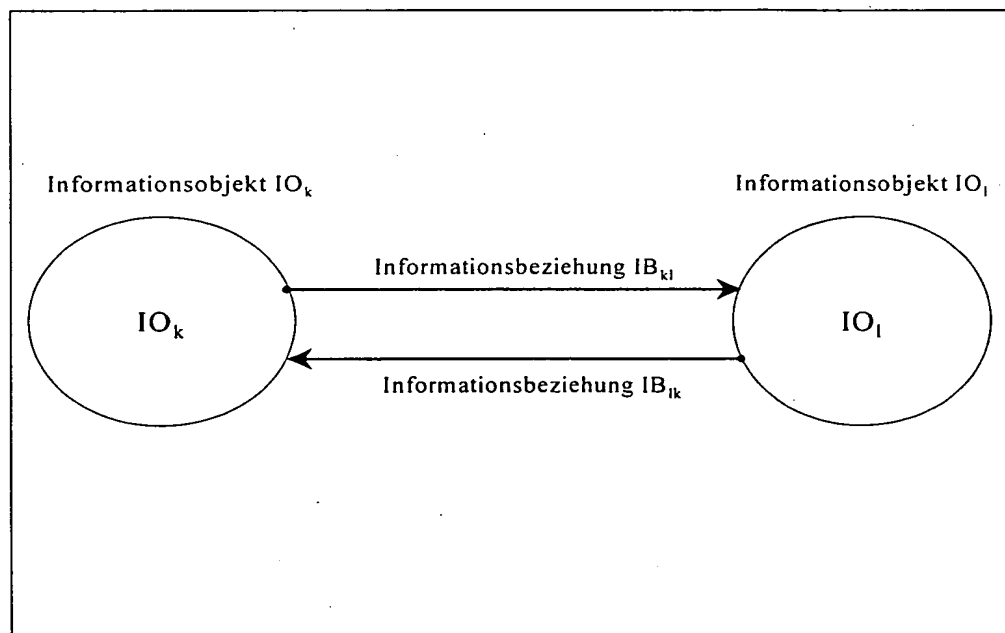 Informationsobjekt IOₖ
Informationsobjekt IOₗ
Informationsbeziehung IBₖₗ
IOₖ
IOₗ
Informationsbeziehung IBₗₖ